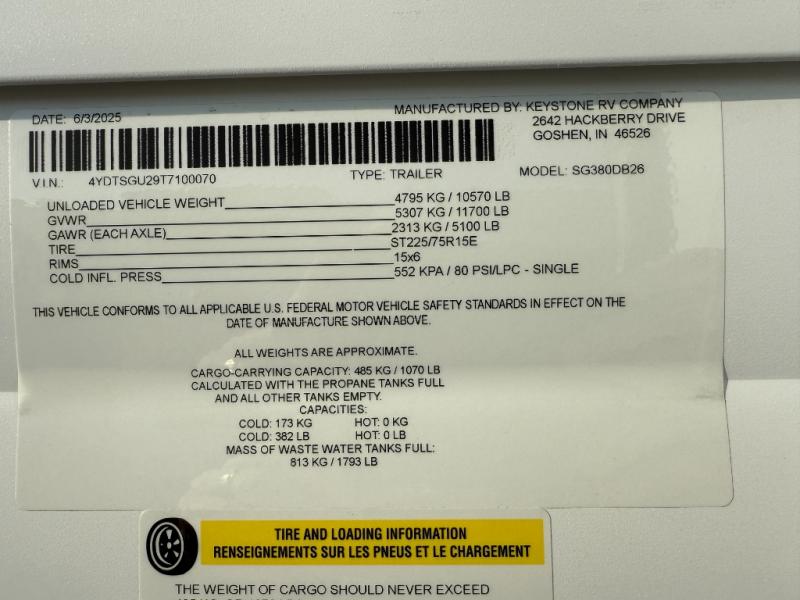 DATE: 6/3/2025
MANUFACTURED BY: KEYSTONE RV COMPANY
2642 HACKBERRY DRIVE
GOSHEN, IN 46526
V I N.: 4YDTSGU29T7100070 TYPE: TRAILER MODEL: SG380DB26
UNLOADED VEHICLE WEIGHT 4795 KG / 10570 LB
GVWR 5307 KG / 11700 LB
GAWR (EACH AXLE) 2313 KG / 5100 LB
TIRE ST225/75R15E
RIMS 15x6
COLD INFL. PRESS 552 KPA / 80 PSI/LPC - SINGLE
THIS VEHICLE CONFORMS TO ALL APPLICABLE U.S. FEDERAL MOTOR VEHICLE SAFETY STANDARDS IN EFFECT ON THE
DATE OF MANUFACTURE SHOWN ABOVE.
ALL WEIGHTS ARE APPROXIMATE.
CARGO-CARRYING CAPACITY: 485 KG / 1070 LB
CALCULATED WITH THE PROPANE TANKS FULL
AND ALL OTHER TANKS EMPTY.
CAPACITIES:
COLD: 173 KG HOT: 0 KG
COLD: 382 LB HOT: 0 LB
MASS OF WASTE WATER TANKS FULL:
813 KG / 1793 LB
TIRE AND LOADING INFORMATION
RENSEIGNEMENTS SUR LES PNEUS ET LE CHARGEMENT
THE WEIGHT OF CARGO SHOULD NEVER EXCEED